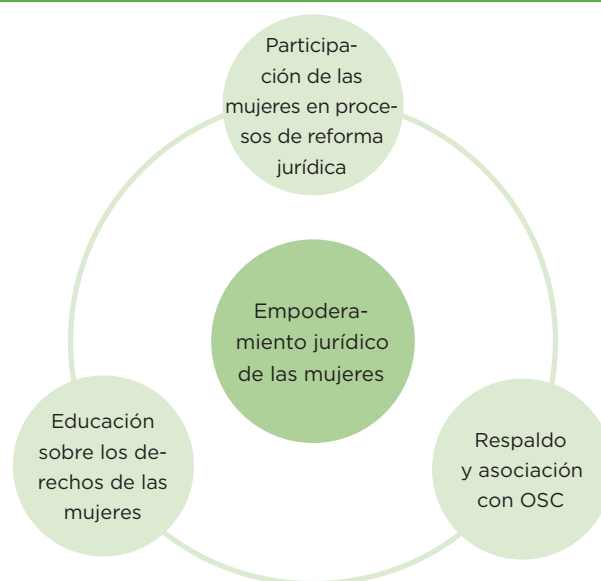 Participa-
ción de las
mujeres en proce-
sos de reforma
jurídica
Empodera-
miento jurídico
de las mujeres
Educación
sobre los de-
rechos de las
mujeres
Respaldo
y asociación
con OSC